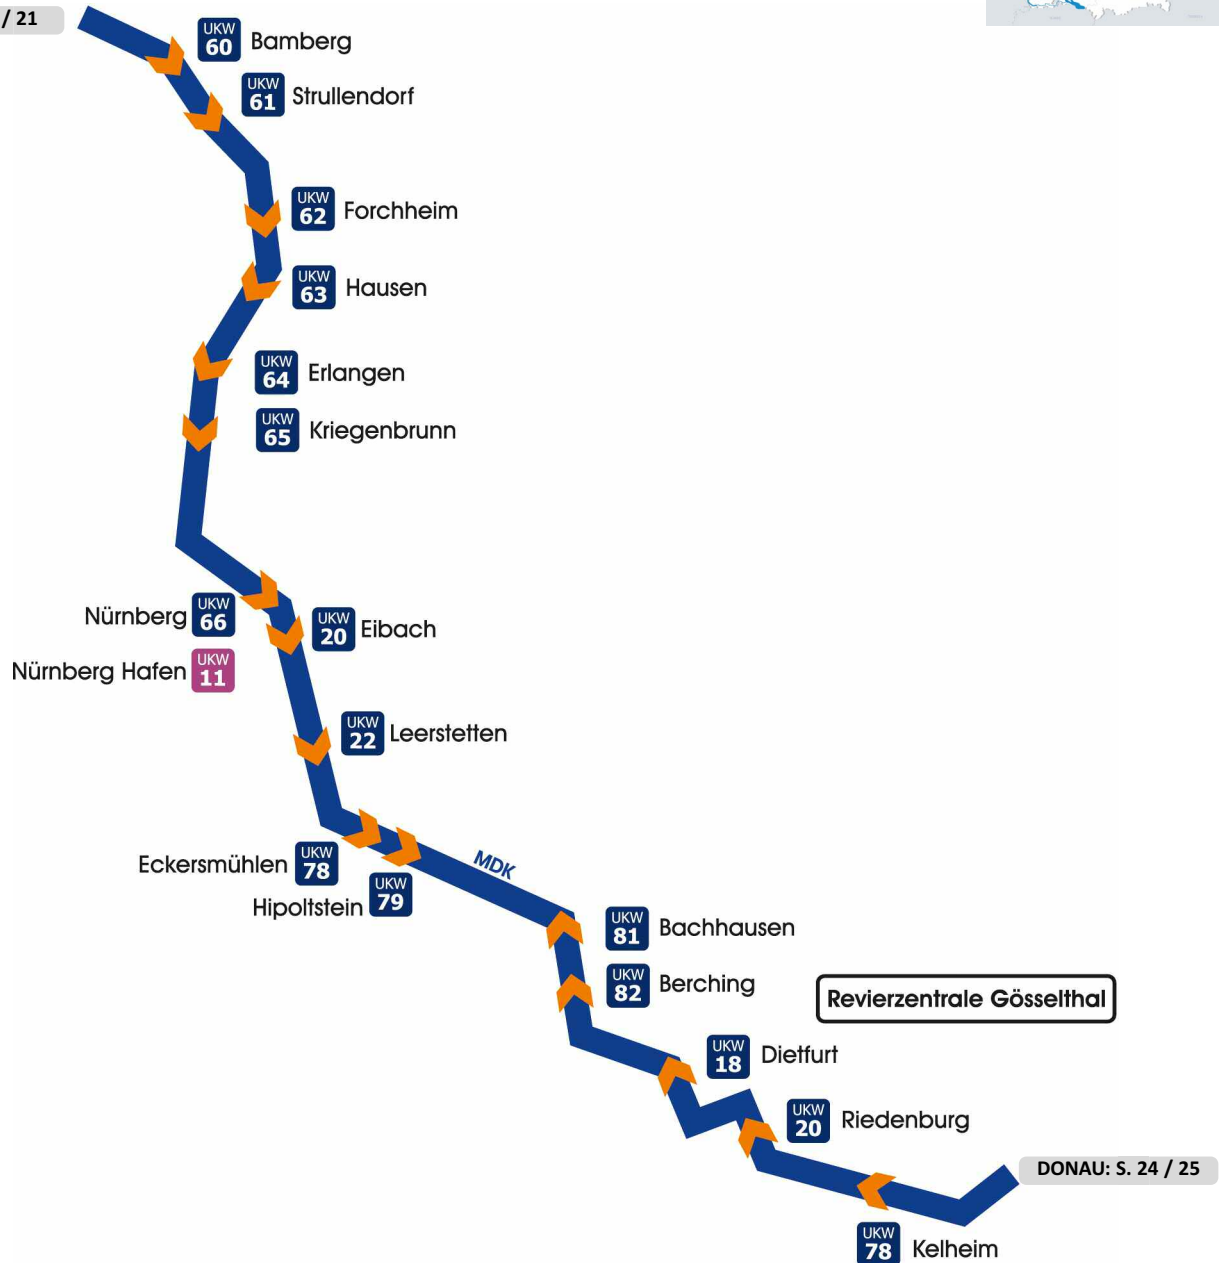 / 21
UKW
60
Bamberg
UKW
61
Strullendorf
UKW
62
Forchheim
UKW
63
Hausen
UKW
64
Erlangen
UKW
65
Kriegenbrunn
Nürnberg
UKW
66
UKW
20
Eibach
Nürnberg Hafen
UKW
11
UKW
22
Leerstetten
Eckersmühlen
UKW
78
MDK
Hipoltstein
UKW
79
UKW
81
Bachhausen
UKW
82
Berching
Revierzentrale Gösselthal
UKW
18
Dietfurt
UKW
20
Riedenburg
DONAU: S. 24 / 25
UKW
78
Kelheim